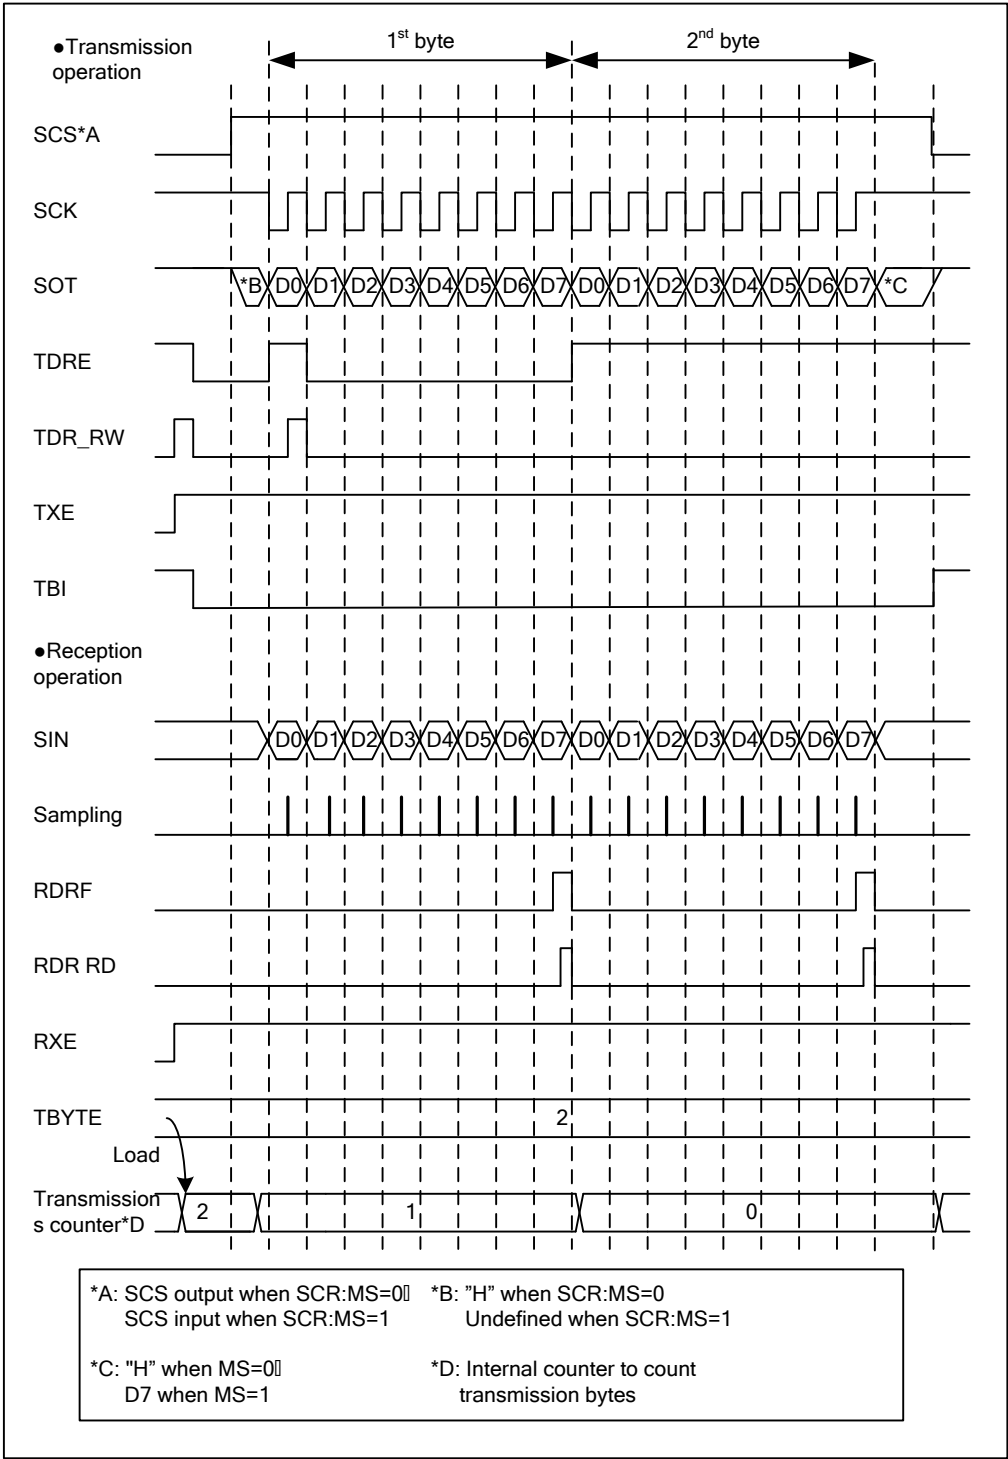 ●Transmission operation
1st byte
2nd byte
SCS*A
SCK
SOT
*B D0 D1 D2 D3 D4 D5 D6 D7 D0 D1 D2 D3 D4 D5 D6 D7 *C
TDRE
TDR_RW
TXE
TBI
●Reception operation
SIN
D0 D1 D2 D3 D4 D5 D6 D7 D0 D1 D2 D3 D4 D5 D6 D7
Sampling
RDRF
RDR RD
RXE
TBYTE
2
Load
Transmission
s counter*D
2 1 0
*A: SCS output when SCR:MS=0▯
SCS input when SCR:MS=1
*B: ”H” when SCR:MS=0
Undefined when SCR:MS=1
*C: "H” when MS=0▯
D7 when MS=1
*D: Internal counter to count
transmission bytes